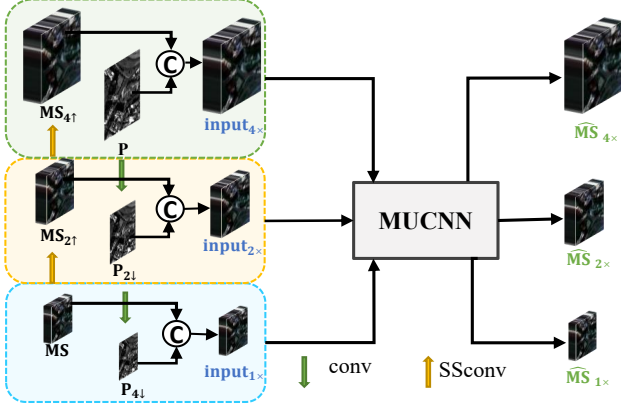 C
MS4↑
P
input4×
C
MS2↑
P2↓
input2×
C
MS
P4↓
input1×
MUCNN
conv
SSconv
M͡S 4×
M͡S 2×
M͡S 1×